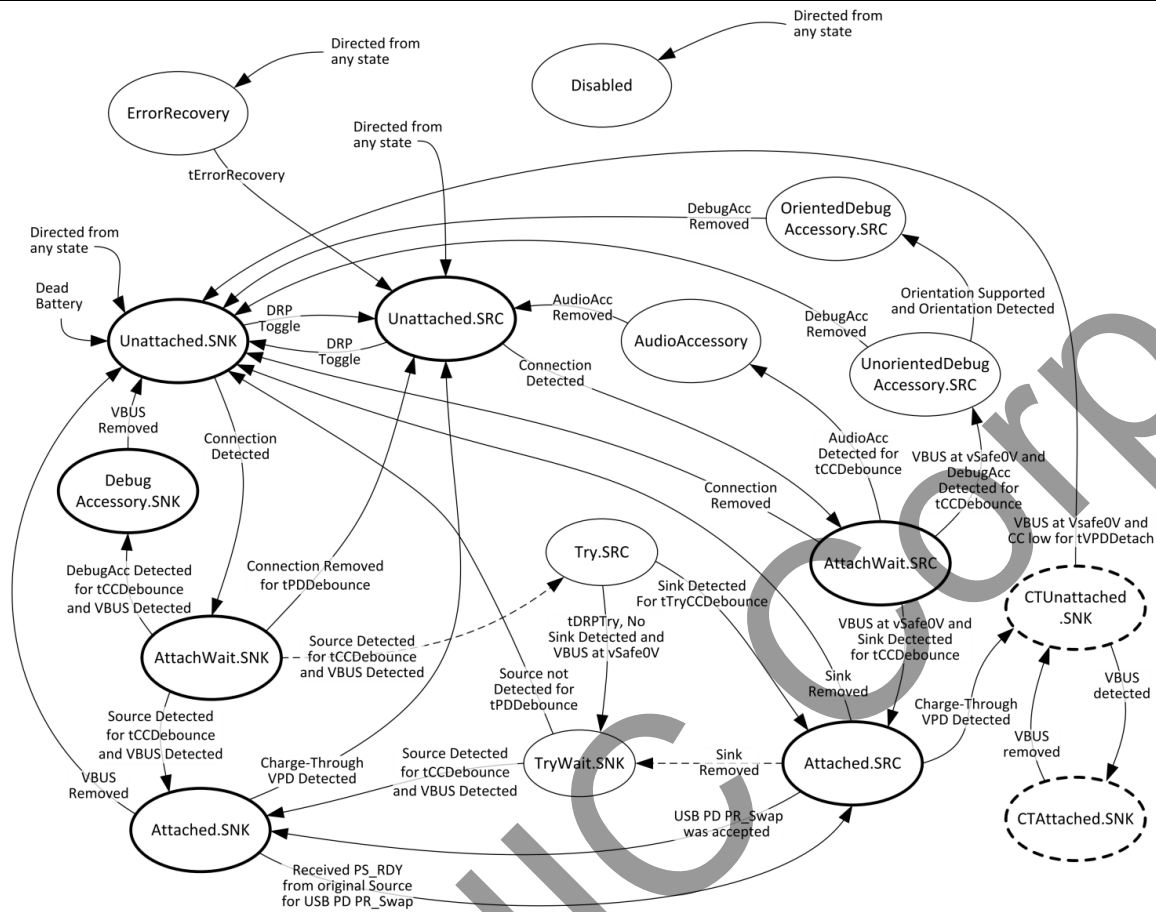 Directed from
any state
Directed from
any state
ErrorRecovery
Disabled
Directed from
any state
tErrorRecovery
DebugAcc
Removed
OrientedDebug
Accessory.SRC
Directed from
any state
Dead
Battery
Orientation Supported
and Orientation Detected
Unattached.SNK
DRP
Toggle
DRP
Toggle
Unattached.SRC
AudioAcc
Removed
AudioAccessory
DebugAcc
Removed
UnorientedDebug
Accessory.SRC
Connection
Detected
VBUS
Removed
Connection
Detected
AudioAcc
Detected for
tCCDebounce
VBUS at vSafe0V and
DebugAcc
Detected for
tCCDebounce
Debug
Accessory.SNK
Connection
Removed
VBUS at Vsafe0V and
CC low for tVPDDetach
Try.SRC
AttachWait.SRC
DebugAcc Detected
for tCCDebounce
and VBUS Detected
Connection Removed
for tPDDebounce
Sink Detected
For tTryCCDebounce
CTUnattached
.SNK
AttachWait.SNK
Source Detected
for tCCDebounce
and VBUS Detected
tDRPTry, No
Sink Detected and
VBUS at vSafe0V
VBUS at vSafe0V and
Sink Dectected
for tCCDebounce
Source not
Detected for
tPDDebounce
Sink
Removed
VBUS
detected
Source Detected
for tCCDebounce
and VBUS Detected
Charge-Through
VPD Detected
VBUS
removed
VBUS
Removed
Charge-Through
VPD Detected
Source Detected
for tCCDebounce
and VBUS Detected
TryWait.SNK
Sink
Removed
Attached.SRC
Attached.SNK
USB PD PR_Swap
was accepted
CTAttached.SNK
Received PS_RDY
from original Source
for USB PD PR_Swap
UC Corp